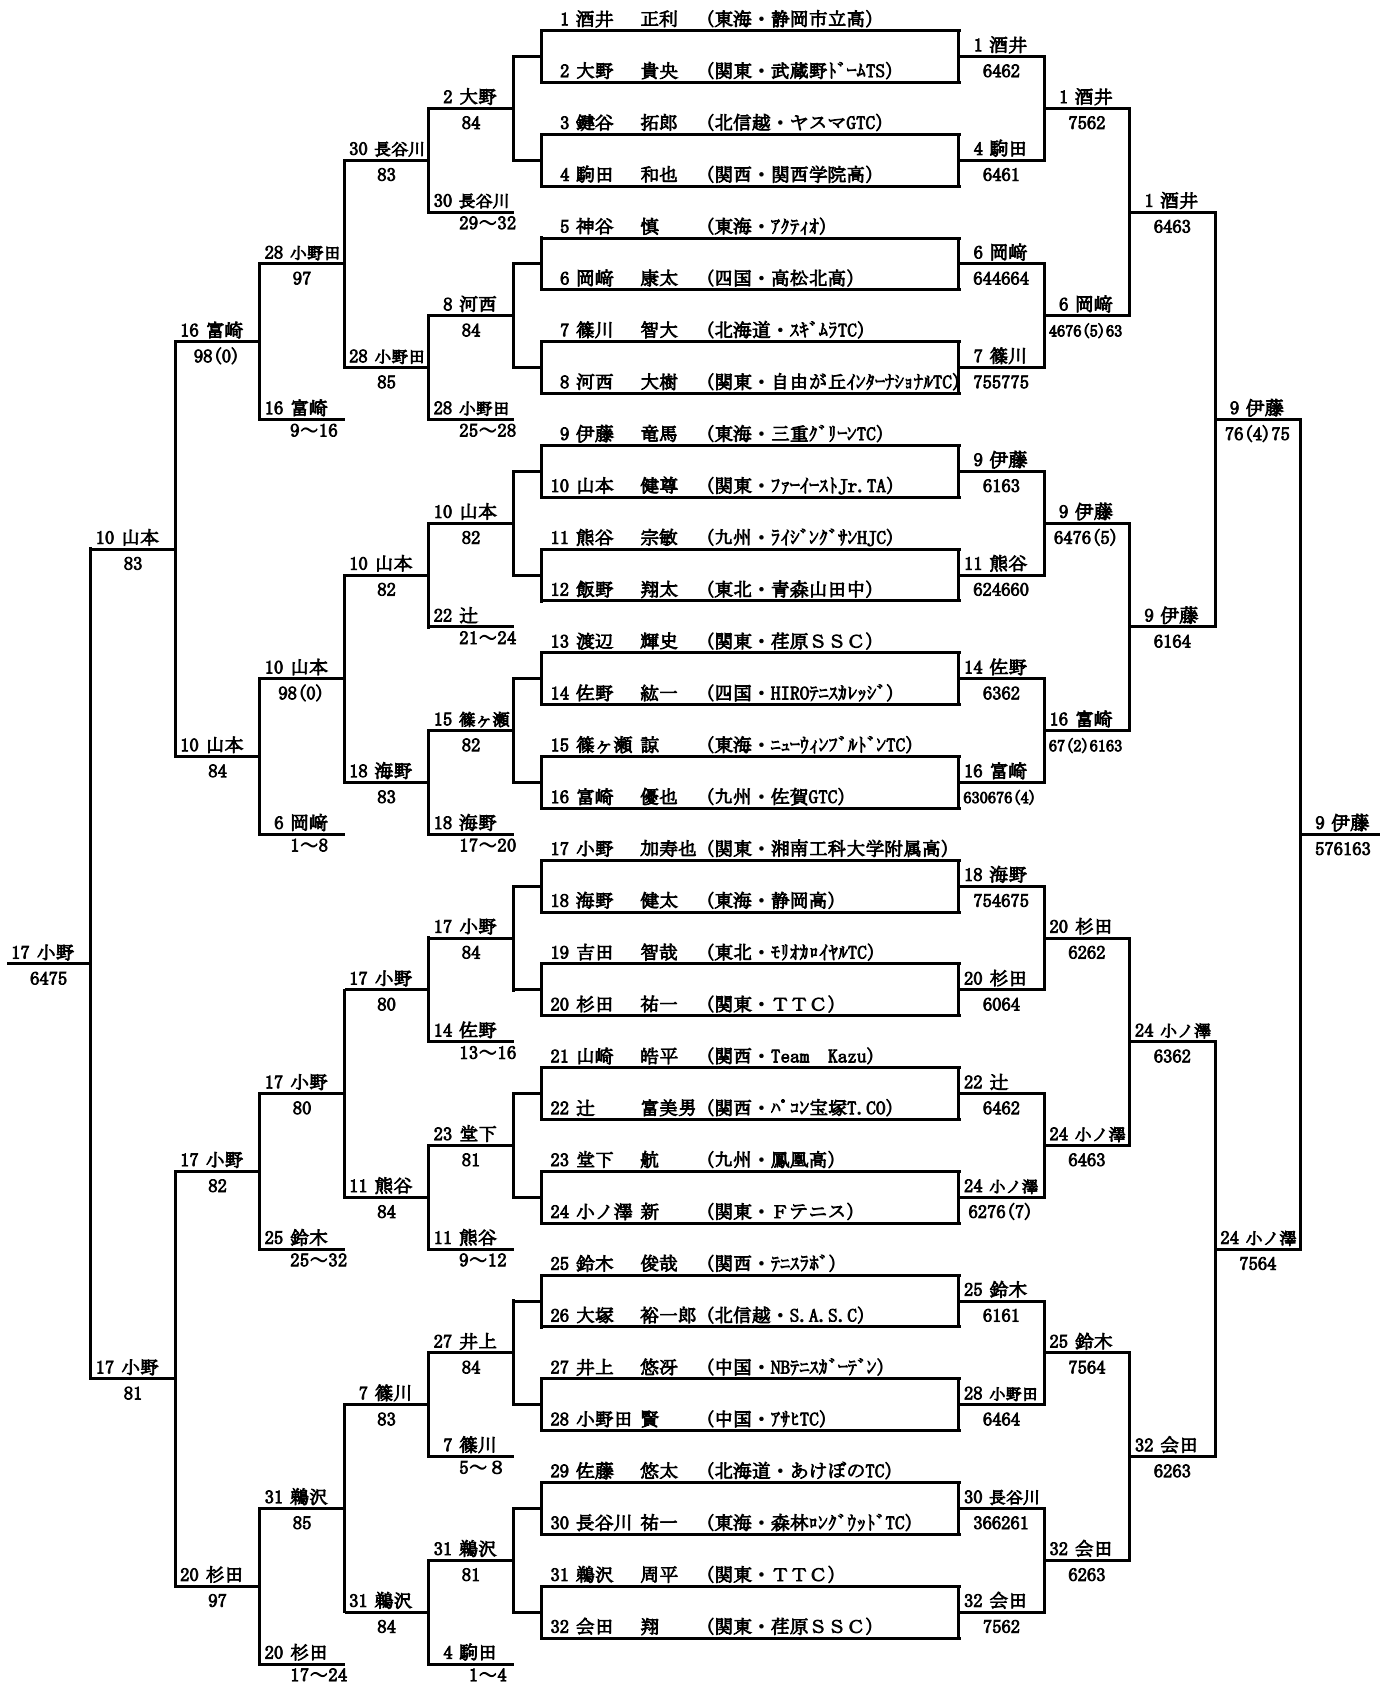 1 酒井　正利　(東海・静岡市立高)
1 酒井
2 大野　貴央　(関東・武蔵野ﾄﾞｰﾑTS)
6462
2 大野
1 酒井
84
3 鍵谷　拓郎　(北信越・ヤスマGTC)
7562
30 長谷川
4 駒田
83
4 駒田　和也　(関西・関西学院高)
6461
30 長谷川
1 酒井
29～32
5 神谷　慎　(東海・ｱｸﾃｨｵ)
6463
28 小野田
6 岡﨑
97
6 岡﨑　康太　(四国・高松北高)
644664
8 河西
6 岡﨑
16 富崎
84
7 篠川　智大　(北海道・ｽｷﾞﾑﾗTC)
4676(5)63
98(0)
28 小野田
7 篠川
85
8 河西　大樹　(関東・自由が丘ｲﾝﾀｰﾅｼｮﾅﾙTC)
755775
16 富崎
28 小野田
9 伊藤
9～16
25～28
9 伊藤　竜馬　(東海・三重ｸﾞﾘｰﾝTC)
76(4)75
9 伊藤
10 山本　健尊　(関東・ﾌｧｰｲｰｽﾄJr.TA)
6163
10 山本
9 伊藤
10 山本
82
11 熊谷　宗敏　(九州・ﾗｲｼﾞﾝｸﾞｻﾝHJC)
6476(5)
83
10 山本
11 熊谷
82
12 飯野　翔太　(東北・青森山田中)
624660
22 辻
9 伊藤
21～24
13 渡辺　輝史　(関東・荏原ＳＳＣ)
6164
10 山本
14 佐野
98(0)
14 佐野　紘一　(四国・HIROﾃﾆｽｶﾚｯｼﾞ)
6362
15 篠ヶ瀬
16 富崎
10 山本
82
15 篠ヶ瀬 諒　(東海・ﾆｭｰｳｨﾝﾌﾞﾙﾄﾞﾝTC)
67(2)6163
84
18 海野
16 富崎
83
16 富崎　優也　(九州・佐賀GTC)
630676(4)
6 岡﨑
18 海野
9 伊藤
1～8
17～20
17 小野　加寿也 (関東・湘南工科大学附属高)
576163
18 海野
18 海野　健太　(東海・静岡高)
754675
17 小野
20 杉田
17 小野
84
19 吉田　智哉　(東北・ﾓﾘｵｶﾛｲﾔﾙTC)
6262
6475
17 小野
20 杉田
80
20 杉田　祐一　(関東・ＴＴＣ)
6064
14 佐野
24 小ノ澤
13～16
21 山崎　皓平　(関西・Team　Kazu)
6362
17 小野
22 辻
80
22 辻　富美男 (関西・ﾊﾟｺﾝ宝塚T.CO)
6462
23 堂下
24 小ノ澤
17 小野
81
23 堂下　航　(九州・鳳凰高)
6463
82
11 熊谷
24 小ノ澤
84
24 小ノ澤 新　(関東・Ｆテニス)
6276(7)
25 鈴木
11 熊谷
24 小ノ澤
25～32
9～12
25 鈴木　俊哉　(関西・ﾃﾆｽﾗﾎﾞ)
7564
25 鈴木
26 大塚　裕一郎 (北信越・S.A.S.C)
6161
27 井上
25 鈴木
17 小野
84
27 井上　悠冴　(中国・NBﾃﾆｽｶﾞｰﾃﾞﾝ)
7564
81
7 篠川
28 小野田
83
28 小野田 賢　(中国・ｱｻﾋTC)
6464
7 篠川
32 会田
5～８
29 佐藤　悠太　(北海道・あけぼのTC)
6263
31 鵜沢
30 長谷川
85
30 長谷川 祐一　(東海・森林ﾛﾝｸﾞｳｯﾄﾞTC)
366261
31 鵜沢
32 会田
20 杉田
81
31 鵜沢　周平　(関東・ＴＴＣ)
6263
97
31 鵜沢
32 会田
84
32 会田　翔　(関東・荏原ＳＳＣ)
7562
20 杉田
4 駒田
17～24
1～4